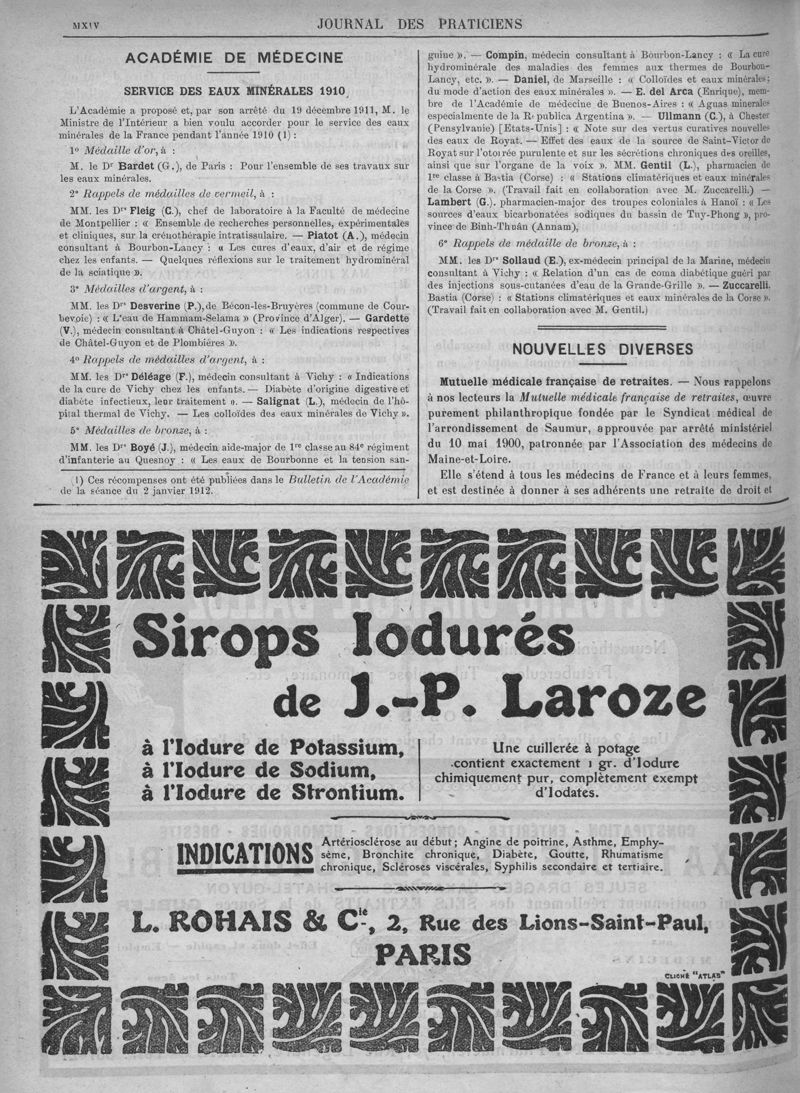 MXIV
JOURNAL DES PRATICIENS
ACADÉMIE DE MÉDECINE
SERVICE DES EAUX MINÉRALES 1910
L'Académie a proposé et, par son arrêté du 19 décembre 1911, M. le
Ministre de l'Intérieur a bien voulu accorder pour le service des eaux
minérales de la France pendant l'année 1910 (1) :
1° Médaille d'or, à :
M. le Dr Bardet (G.), de Paris : Pour l'ensemble de ses travaux sur
les eaux minérales.
2° Rappels de médailles de vermeil, à :
MM. les Drs Fleig (C.), chef de laboratoire à la Faculté de médecine
de Montpellier : « Ensemble de recherches personnelles, expérimentales
et cliniques, sur la crénothérapie intratissulaire. — Piatot (A.), médecin
consultant à Bourbon-Lancy : « Les cures d'eaux, d'air et de régime
chez les enfants. — Quelques réflexions sur le traitement hydrominéral
de la sciatique ».
3° Médailles d'argent, à :
MM. les Drs Desverine (P.), de Bécon-les-Bruyères (commune de Cour-
bevoie) : « L'eau de Hammam-Selama » (Province d'Alger). — Gardette
(V.), médecin consultant à Châtel-Guyon : « Les indications respectives
de Châtel-Guyon et de Plombières ».
4° Rappels de médailles d'argent, à :
MM. les Drs Déléage (F.), médecin consultant à Vichy : « Indications
de la cure de Vichy chez les enfants. — Diabète d'origine digestive et
diabète infectieux, leur traitement ». — Salignat (L.), médecin de l'hô-
pital thermal de Vichy. — Les colloïdes des eaux minérales de Vichy ».
5° Médailles de bronze, à :
MM. les Drs Boyé (J.), médecin aide-major de 1re classe au 84e régiment
d'infanterie au Quesnoy : « Les eaux de Bourbonne et la tension san-
(1) Ces récompenses ont été publiées dans le Bulletin de l'Académie
de la séance du 2 janvier 1912.
guine ». — Compin, médecin consultant à Bourbon-Lancy : « La cure
hydrominérale des maladies des femmes aux thermes de Bourbon-
Lancy, etc. ». — Daniel, de Marseille : « Colloïdes et eaux minérales ;
du mode d'action des eaux minérales ». — E. del Arca (Enrique), mem-
bre de l'Académie de médecine de Buenos-Aires : « Aguas minerales
especialmente de la Republica Argentina ». — Ullmann (C.), à Chester
(Pensylvanie) [Etats-Unis] : « Note sur des vertus curatives nouvelles
des eaux de Royat. — Effet des eaux de la source de Saint-Victor de
Royat sur l'otorrée purulente et sur les sécrétions chroniques des oreilles,
ainsi que sur l'organe de la voix ». MM. Gentil (L.), pharmacien de
1re classe à Bastia (Corse) : « Stations climatériques et eaux minérales
de la Corse ». (Travail fait en collaboration avec M. Zuccarelli.) —
Lambert (G.). pharmacien-major des troupes coloniales à Hanoï : « Les
sources d'eaux bicarbonatées sodiques du bassin de Tuy-Phong », pro-
vince de Binh-Thuân (Annam),
6° Rappels de médaille de bronze, à :
MM. les Drs Sollaud (E.), ex-médecin principal de la Marine, médecin
consultant à Vichy : « Relation d'un cas de coma diabétique guéri par
des injections sous-cutanées d'eau de la Grande-Grille ». — Zuccarelli,
Bastia (Corse) : « Stations climatériques et eaux minérales de la Corse ».
(Travail fait en collaboration avec M. Gentil.)
NOUVELLES DIVERSES
Mutuelle médicale française de retraites. — Nous rappelons
à nos lecteurs la Mutuelle médicale française de retraites, œuvre
purement philanthropique fondée par le Syndicat médical de
l'arrondissement de Saumur, approuvée par arrêté ministériel
du 10 mai 1900, patronnée par l'Association des médecins de
Maine-et-Loire.
Elle s'étend à tous les médecins de France et à leurs femmes,
et est destinée à donner à ses adhérents une retraite de droit et
Sirops Iodurés
de J.-P. Laroze
à l'Iodure de Potassium,
à l'Iodure de Sodium,
à l'Iodure de Strontium.
Une cuillerée à potage
contient exactement 1 gr. d'Iodure
chimiquement pur, complètement exempt
d'Iodates.
INDICATIONS
Artériosclérose au début ; Angine de poitrine, Asthme, Emphy-
sème, Bronchite chronique, Diabète, Goutte, Rhumatisme
chronique, Scléroses viscérales, Syphilis secondaire et tertiaire.
L. ROHAIS & Cie, 2, Rue des Lions-Saint-Paul,
PARIS
CLICHÉ "ATLAS"